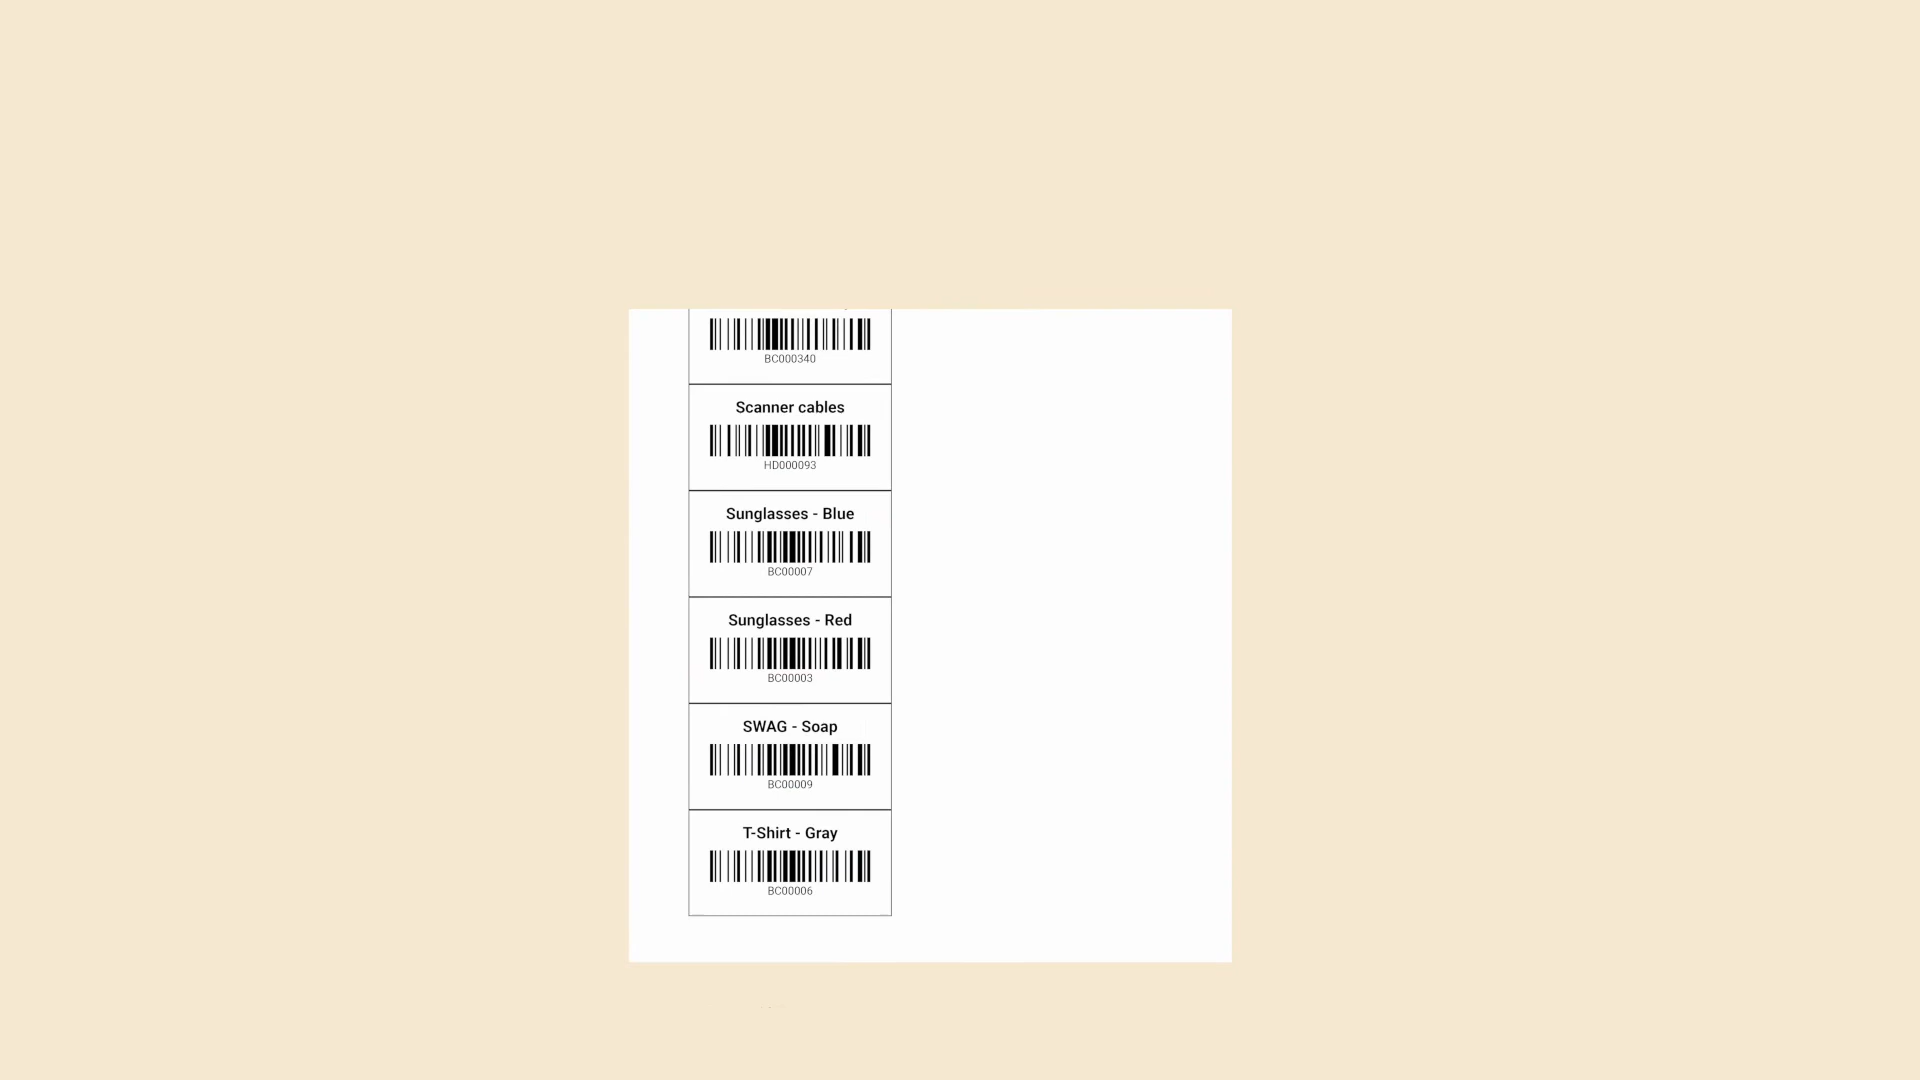 BC000340
Scanner cables
HD000093
Sunglasses - Blue
BC00007
Sunglasses - Red
BC00003
SWAG - Soap
BC00009
T-Shirt - Gray
BC00006